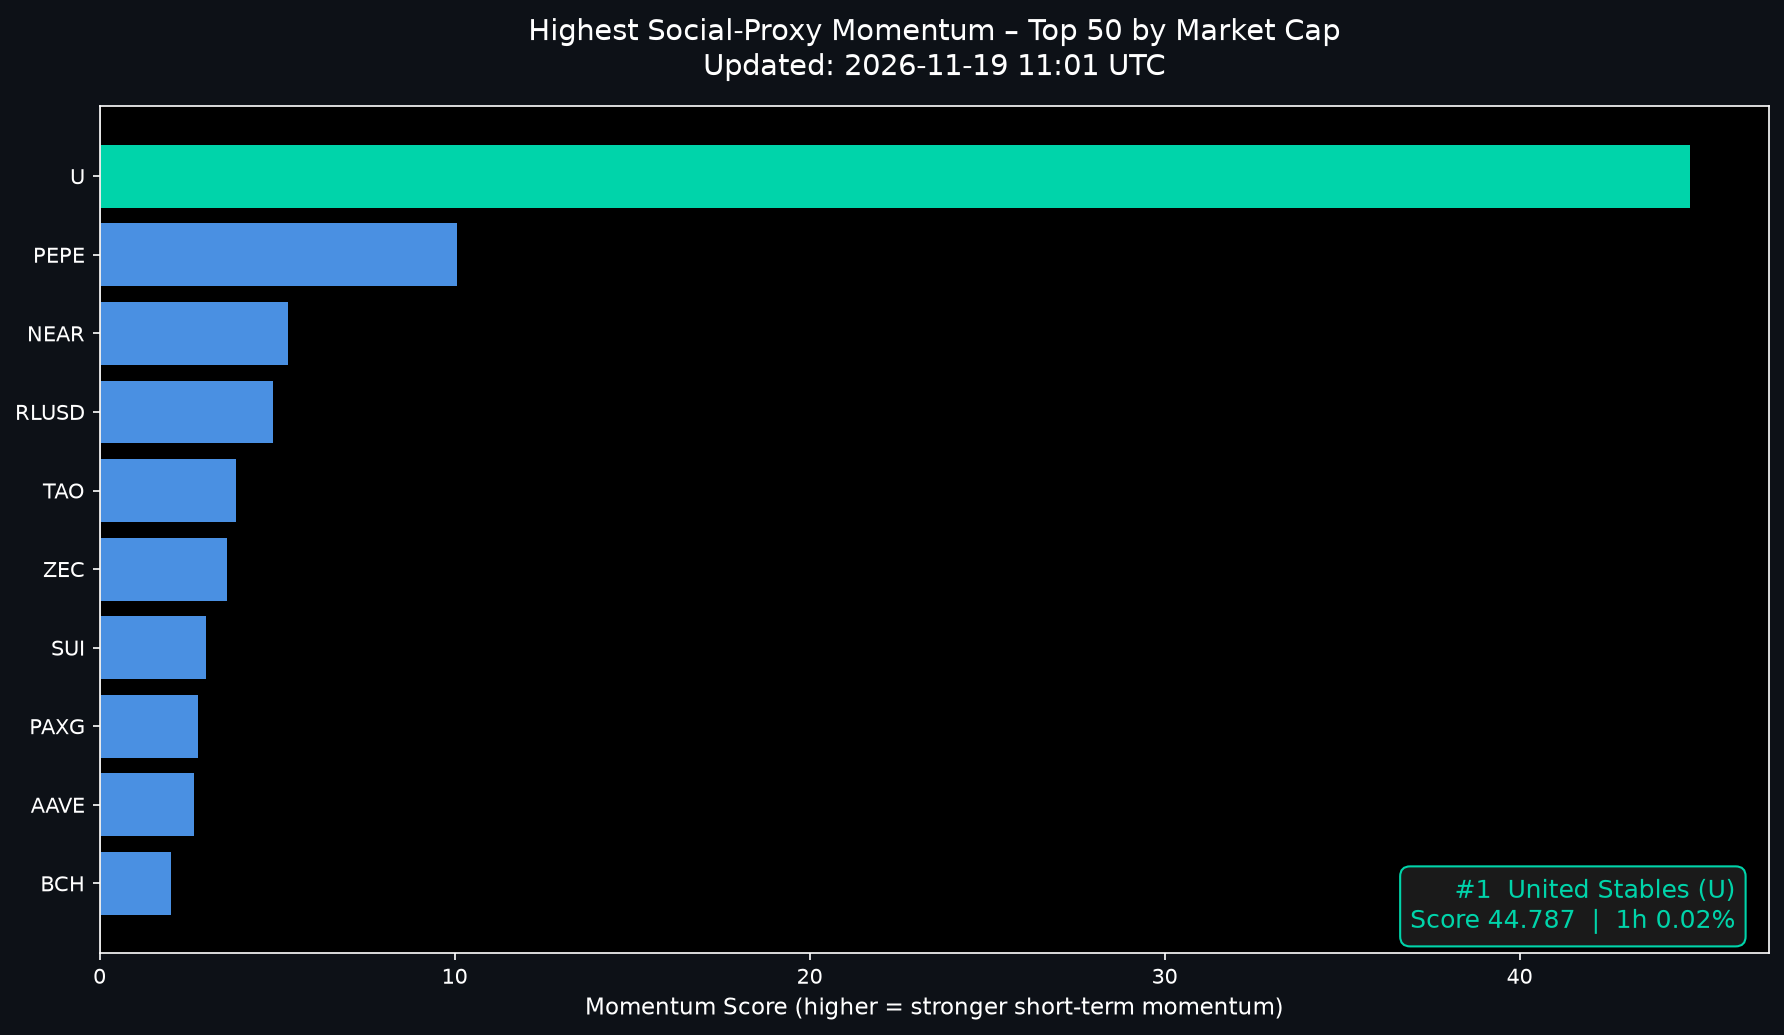 Highest Social-Proxy Momentum – Top 50 by Market Cap
Updated: 2026-11-19 11:01 UTC
U
PEPE
NEAR
RLUSD
TAO
ZEC
SUI
PAXG
AAVE
BCH
#1  United Stables (U)
Score 44.787  |  1h 0.02%
0 10 20 30 40
Momentum Score (higher = stronger short-term momentum)